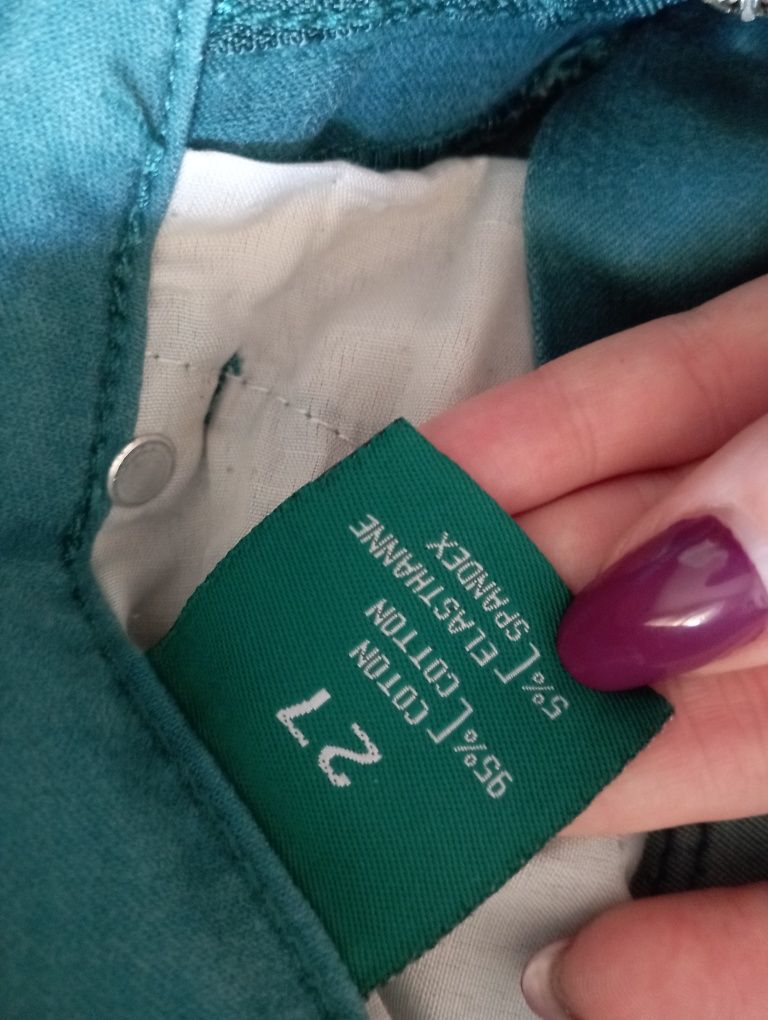 27
95% [ COTON
COTTON
5% [ ELASTHANNE
SPANDEX